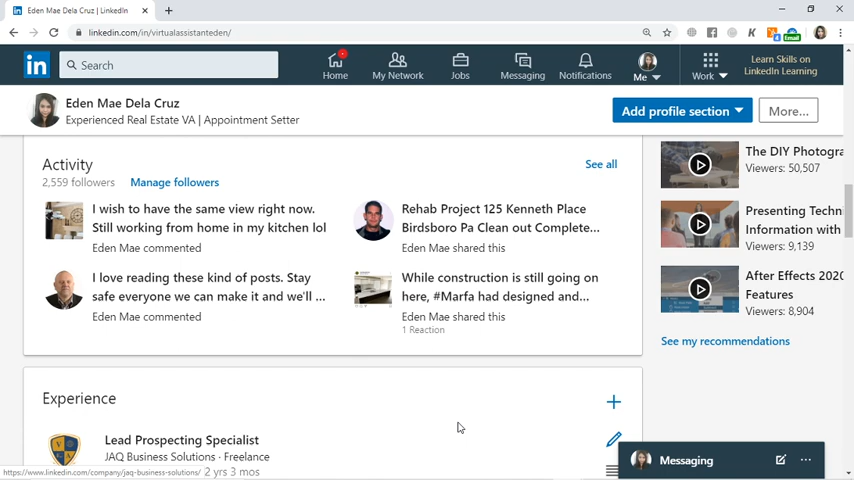 Eden Mae Dela Cruz | LinkedIn
linkedin.com/in/virtualassistanteden/
4
Email
in
Search
Home
My Network
Jobs
Messaging
Notifications
Me
Work
Learn Skills on
LinkedIn Learning
Eden Mae Dela Cruz
Experienced Real Estate VA | Appointment Setter
Add profile section
More...
Activity
2,559 followers
Manage followers
See all
I wish to have the same view right now.
Still working from home in my kitchen lol
Eden Mae commented
Rehab Project 125 Kenneth Place
Birdsboro Pa Clean out Complete...
Eden Mae shared this
I love reading these kind of posts. Stay
safe everyone we can make it and we'll ...
Eden Mae commented
While construction is still going on
here, #Marfa had designed and...
Eden Mae shared this
1 Reaction
The DIY Photogra
Viewers: 50,507
Presenting Techn
Information with
Viewers: 9,139
After Effects 2020
Features
Viewers: 8,904
See my recommendations
Experience
Lead Prospecting Specialist
JAQ Business Solutions · Freelance
2 yrs 3 mos
https://www.linkedin.com/company/jaq-business-solutions/
Messaging